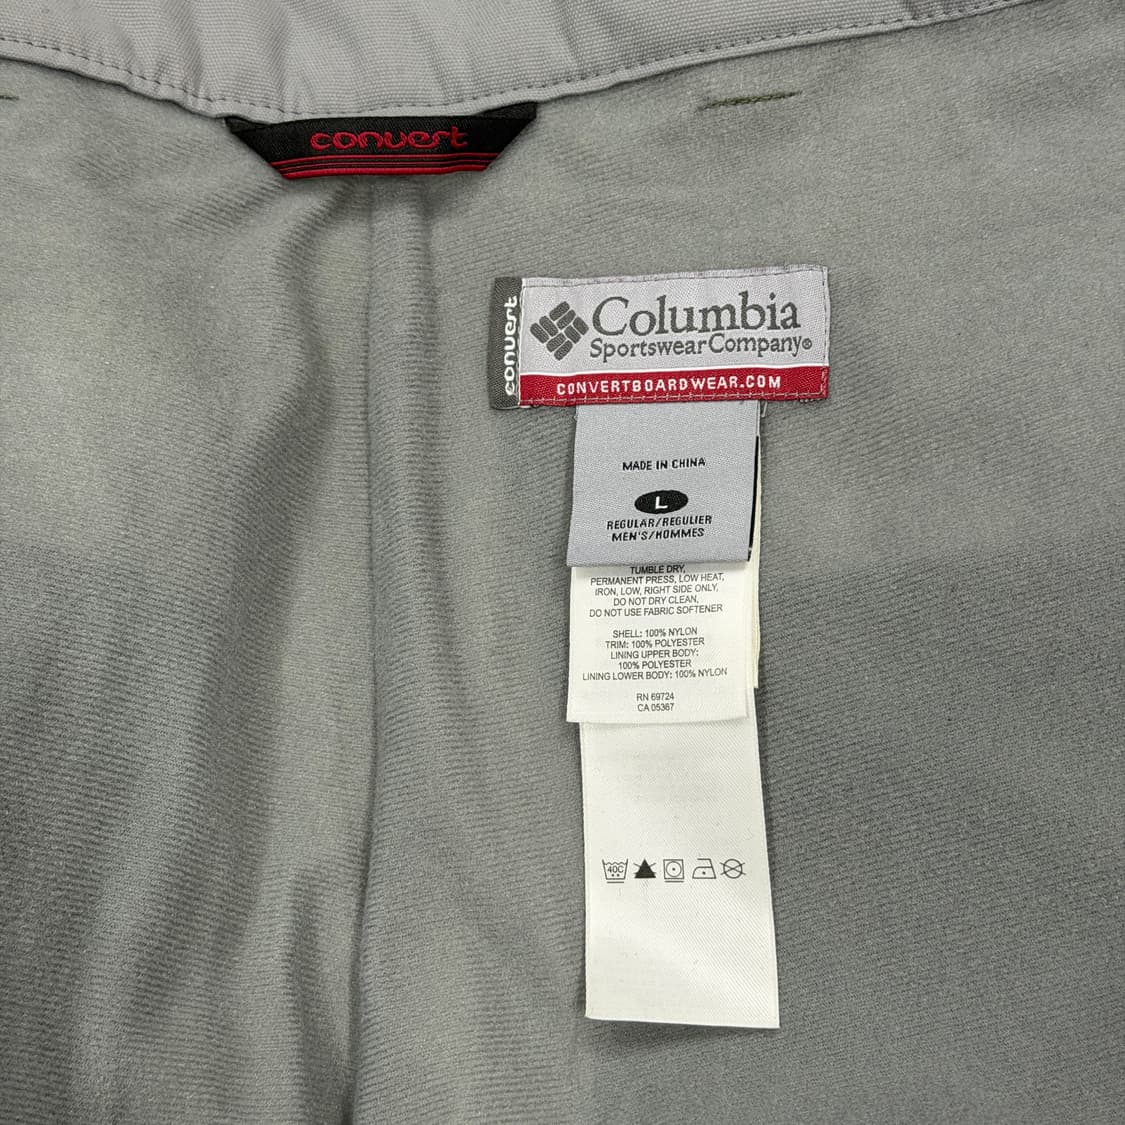 convert
convert
Columbia
Sportswear Company®
CONVERTBOARDWEAR.COM
MADE IN CHINA
L
REGULAR/REGULIER
MEN'S/HOMMES
TUMBLE DRY,
PERMANENT PRESS, LOW HEAT,
IRON, LOW, RIGHT SIDE ONLY,
DO NOT DRY CLEAN,
DO NOT USE FABRIC SOFTENER
SHELL: 100% NYLON
TRIM: 100% POLYESTER
LINING UPPER BODY:
100% POLYESTER
LINING LOWER BODY: 100% NYLON
RN 69724
CA 05367
40C